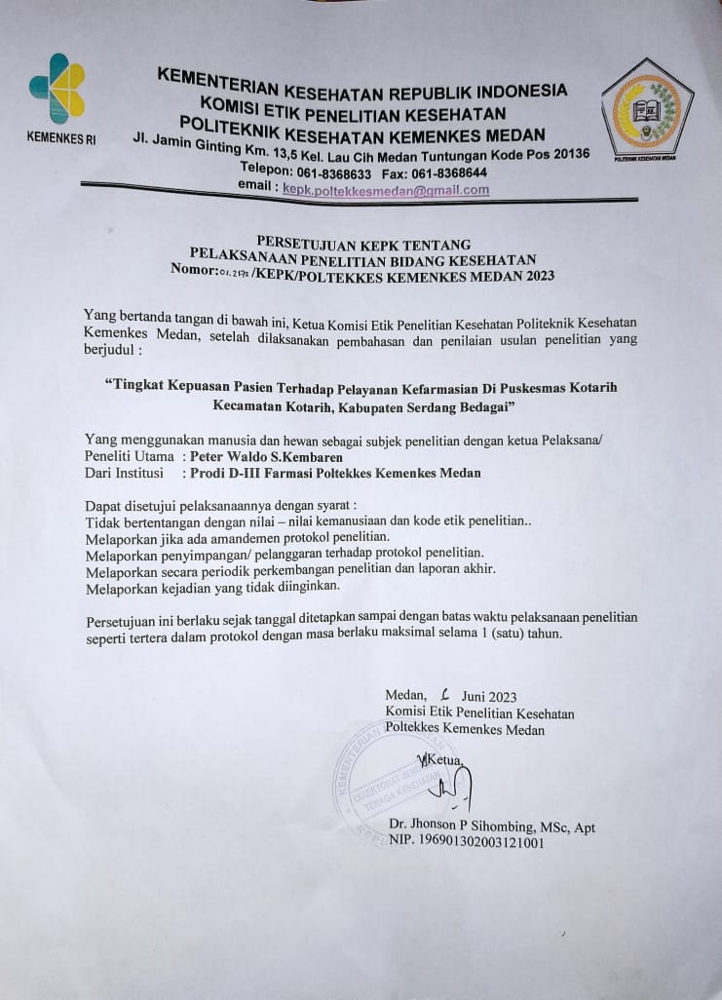 KEMENKES RI
KEMENTERIAN KESEHATAN REPUBLIK INDONESIA
KOMISI ETIK PENELITIAN KESEHATAN
POLITEKNIK KESEHATAN KEMENKES MEDAN
Jl. Jamin Ginting Km. 13,5 Kel. Lau Cih Medan Tuntungan Kode Pos 20136
Telepon: 061-8368633 Fax: 061-8368644
email : kepk.poltekkesmedan@gmail.com
POLITEKNIK KESEHATAN MEDAN
PERSETUJUAN KEPK TENTANG
PELAKSANAAN PENELITIAN BIDANG KESEHATAN
Nomor: /KEPK/POLTEKKES KEMENKES MEDAN 2023
Yang bertanda tangan di bawah ini, Ketua Komisi Etik Penelitian Kesehatan Politeknik Kesehatan
Kemenkes Medan, setelah dilaksanakan pembahasan dan penilaian usulan penelitian yang
berjudul :
“Tingkat Kepuasan Pasien Terhadap Pelayanan Kefarmasian Di Puskesmas Kotarih
Kecamatan Kotarih, Kabupaten Serdang Bedagai”
Yang menggunakan manusia dan hewan sebagai subjek penelitian dengan ketua Pelaksana/
Peneliti Utama : Peter Waldo S.Kembaren
Dari Institusi : Prodi D-III Farmasi Poltekkes Kemenkes Medan
Dapat disetujui pelaksanaannya dengan syarat :
Tidak bertentangan dengan nilai – nilai kemanusiaan dan kode etik penelitian..
Melaporkan jika ada amandemen protokol penelitian.
Melaporkan penyimpangan/ pelanggaran terhadap protokol penelitian.
Melaporkan secara periodik perkembangan penelitian dan laporan akhir.
Melaporkan kejadian yang tidak diinginkan.
Persetujuan ini berlaku sejak tanggal ditetapkan sampai dengan batas waktu pelaksanaan penelitian
seperti tertera dalam protokol dengan masa berlaku maksimal selama 1 (satu) tahun.
Medan, Juni 2023
Komisi Etik Penelitian Kesehatan
Poltekkes Kemenkes Medan
Ketua,
KEMENTERIAN
DIREKTORAT
TENAGA KESEHATAN
Dr. Jhonson P Sihombing, MSc, Apt
NIP. 196901302003121001